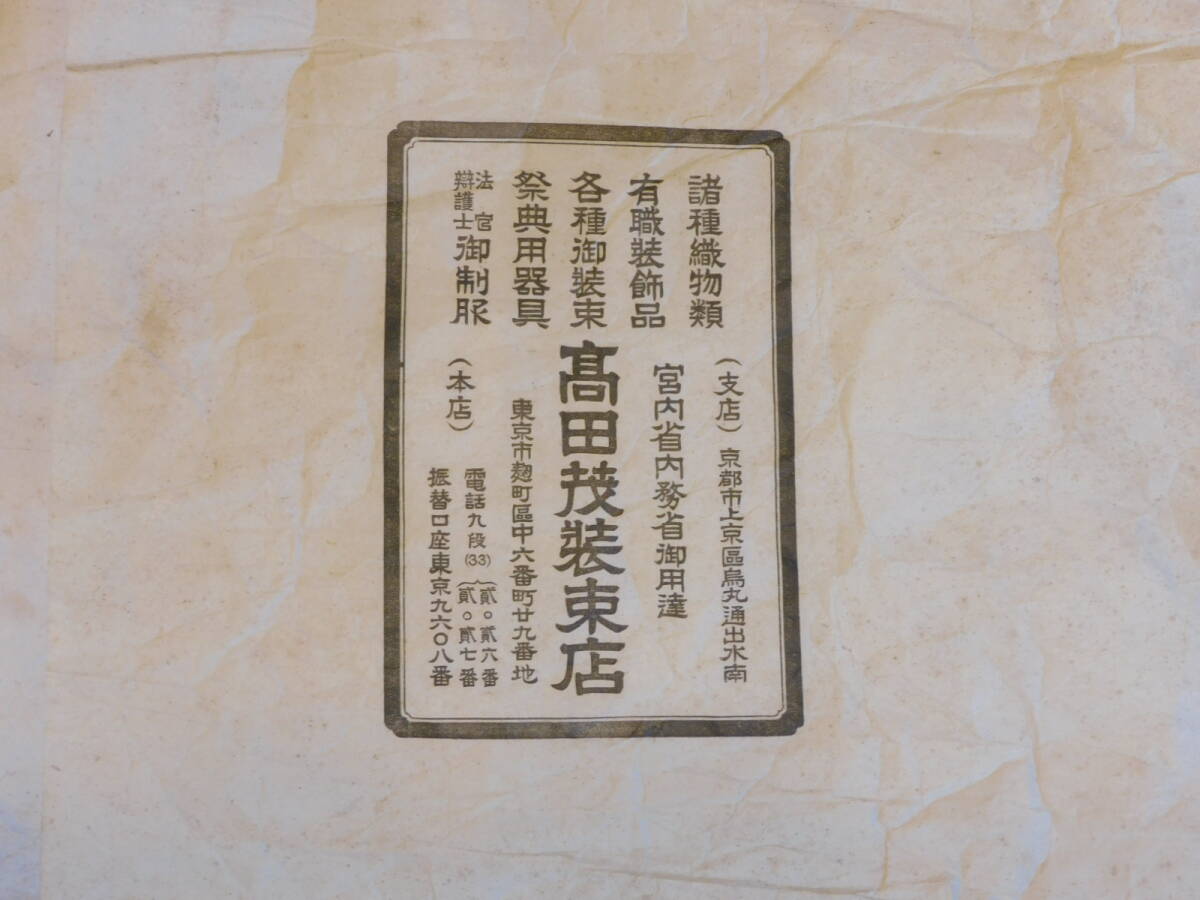 諸種織物類
有職装飾品
各種御装束
祭典用器具
法官
辯護士
御制服
(支店)京都市上京區烏丸通出水南
宮内省内務省御用達
髙田茂装束店
東京市麹町區中六番町廿九番地
(本店)
電話九段(33)
貳〇貳六番
貳〇貳七番
振替口座東京九六〇八番